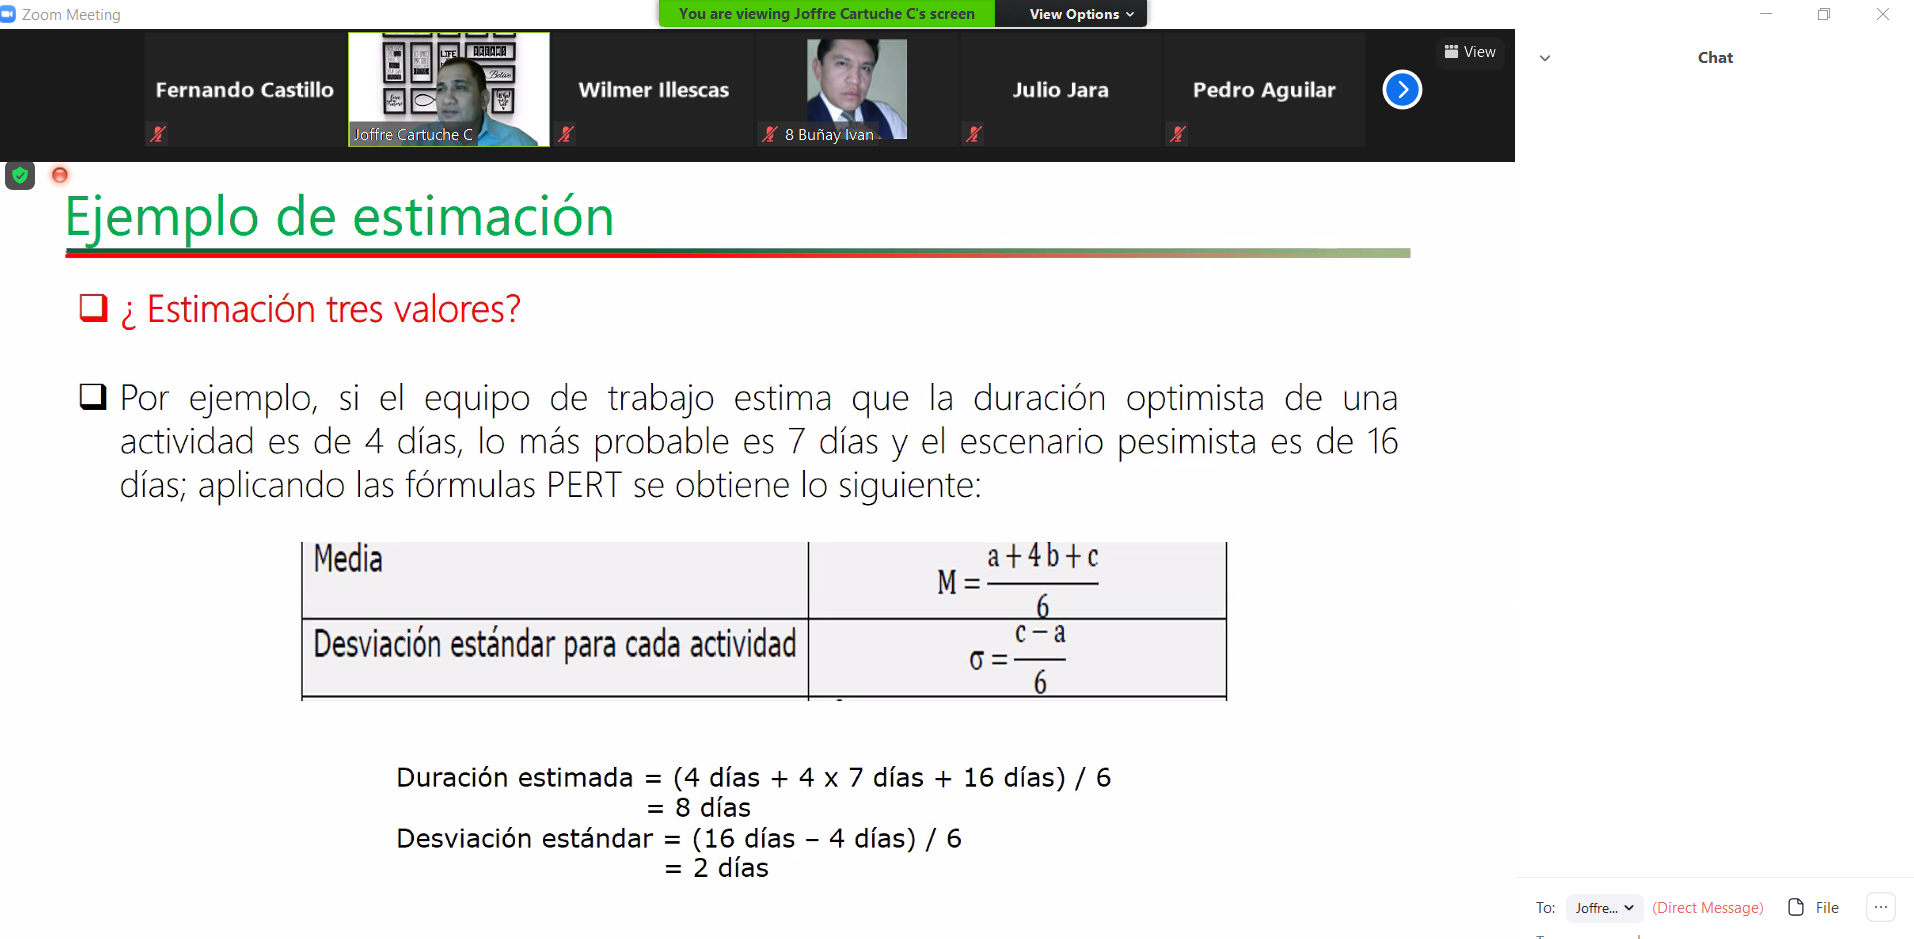 Zoom Meeting
You are viewing Joffre Cartuche C's screen
View Options
Fernando Castillo
Joffre Cartuche C
Wilmer Illescas
8 Buñay Ivan
Julio Jara
Pedro Aguilar
View
Chat
Ejemplo de estimación
¿ Estimación tres valores?
Por ejemplo, si el equipo de trabajo estima que la duración optimista de una
actividad es de 4 días, lo más probable es 7 días y el escenario pesimista es de 16
días; aplicando las fórmulas PERT se obtiene lo siguiente:
Media
M = (a + 4 b + c) / 6
Desviación estándar para cada actividad
σ = (c − a) / 6
Duración estimada = (4 días + 4 x 7 días + 16 días) / 6
= 8 días
Desviación estándar = (16 días – 4 días) / 6
= 2 días
To: Joffre... (Direct Message) File ...